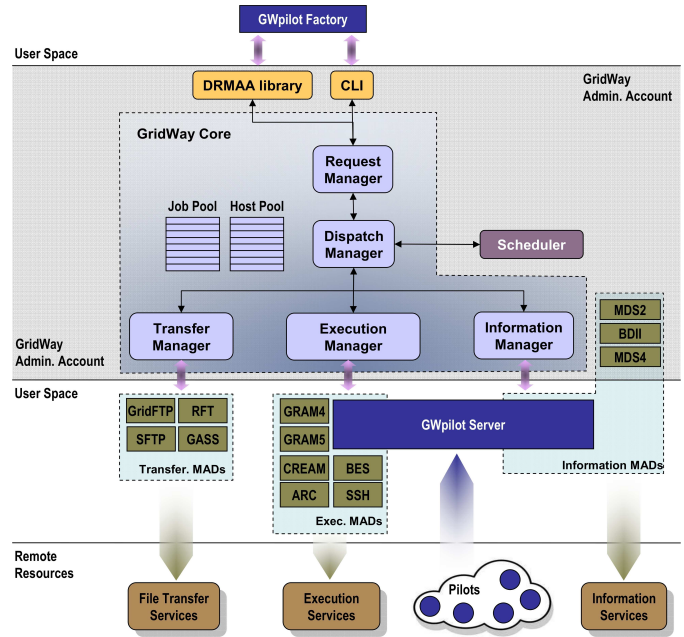 GWpilot Factory
User Space
DRMAA library
CLI
GridWay
Admin. Account
GridWay Core
Request
Manager
Job Pool
Host Pool
Dispatch
Manager
Scheduler
Transfer
Manager
Execution
Manager
Information
Manager
MDS2
BDII
MDS4
GridWay
Admin. Account
User Space
GridFTP
RFT
SFTP
GASS
Transfer. MADs
GRAM4
GRAM5
CREAM
BES
ARC
SSH
Exec. MADs
GWpilot Server
Information MADs
Remote
Resources
File Transfer
Services
Execution
Services
Pilots
Information
Services